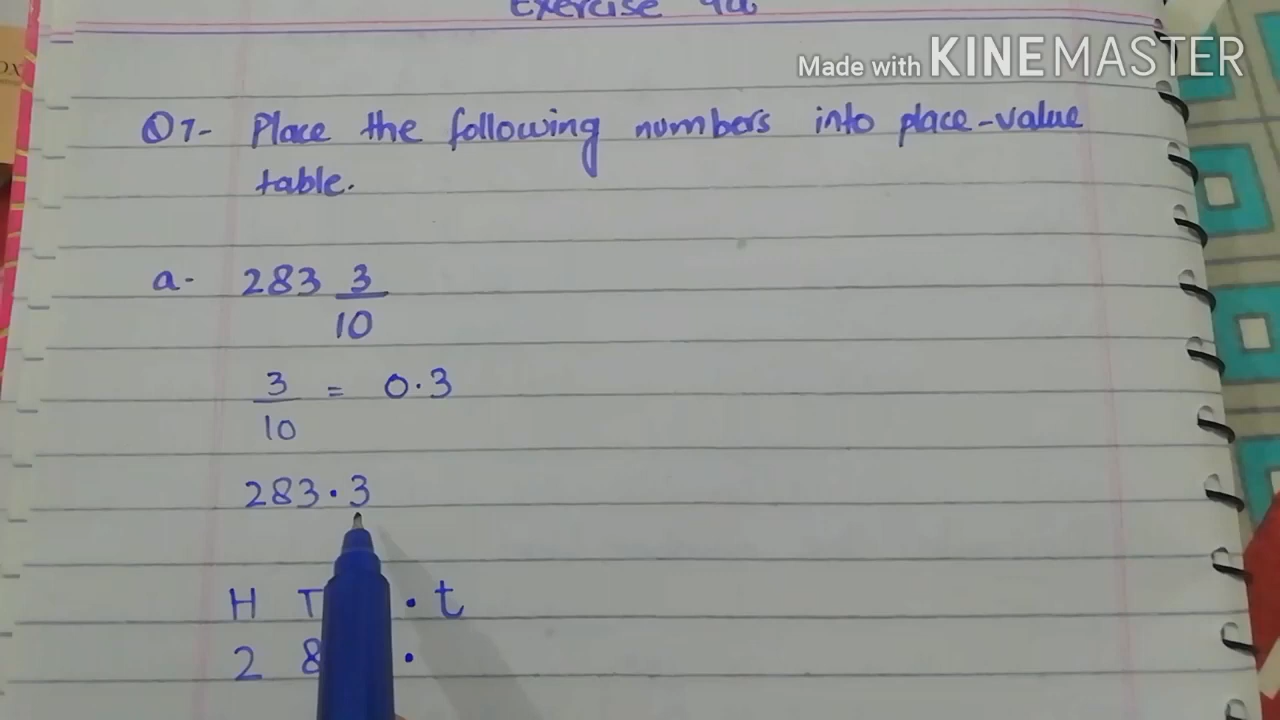 Exercise 4a
Made with KINEMASTER
Q1- Place the following numbers into place-value
table.
a- 283 3/10
3/10 = 0.3
283.3
H T . t
2 8 .